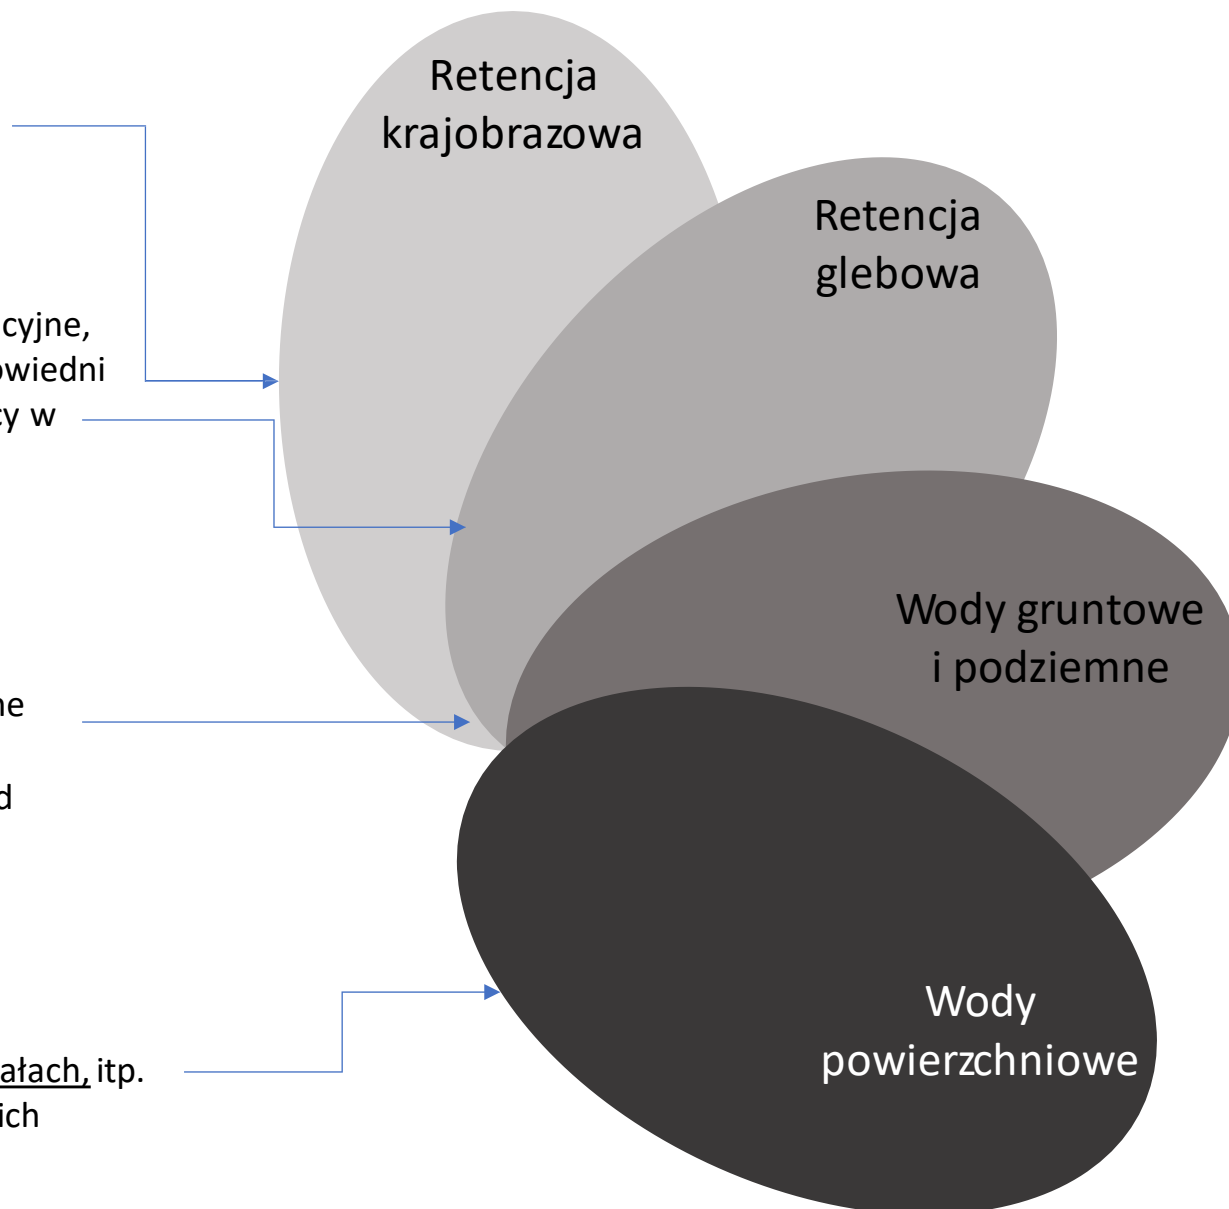 Retencja
krajobrazowa
Retencja
glebowa
cyjne,
owiedni
y w
Wody gruntowe
i podziemne
ne
d
Wody
powierzchniowe
ałach, itp.
ich